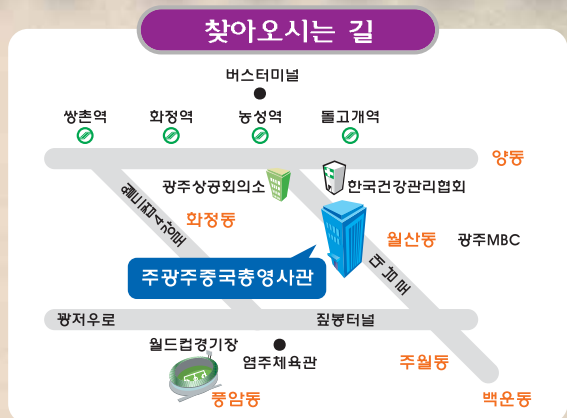 찾아오시는 길
버스터미널
쌍촌역
화정역
농성역
돌고개역
양동
광주상공회의소
한국건강관리협회
화정동
월산동
광주MBC
주광주중국총영사관
광저우로
짚봉터널
월드컵경기장
염주체육관
주월동
풍암동
백운동